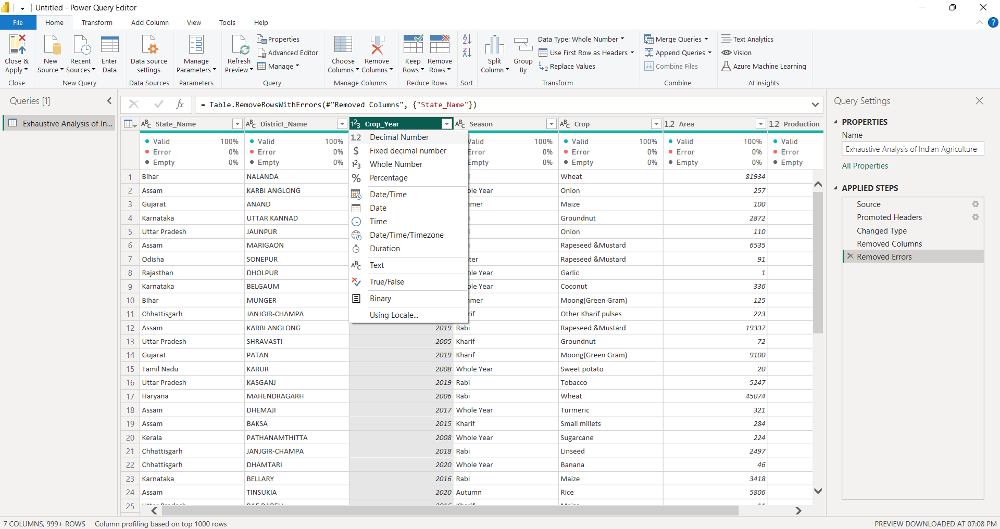 Untitled - Power Query Editor
File Home Transform Add Column View Tools Help
Close & Apply
Close
New Source
Recent Sources
Enter Data
New Query
Data source settings
Data Sources
Manage Parameters
Parameters
Refresh Preview
Properties
Advanced Editor
Manage
Query
Choose Columns
Remove Columns
Manage Columns
Keep Rows
Remove Rows
Reduce Rows
Sort
Split Column
Group By
Data Type: Whole Number
Use First Row as Headers
Replace Values
Transform
Merge Queries
Append Queries
Combine Files
Combine
Text Analytics
Vision
Azure Machine Learning
AI Insights
Queries [1]
Exhaustive Analysis of In...
fx = Table.RemoveRowsWithErrors(#"Removed Columns", {"State_Name"})
ABC State_Name ABC District_Name 123 Crop_Year ABC Season ABC Crop 1.2 Area 1.2 Production
Valid 100% Valid 100% Valid 100% Valid 100% Valid 100% Valid
Error 0% Error 0% Error 0% Error 0% Error 0% Error
Empty 0% Empty 0% Empty 0% Empty 0% Empty 0% Empty
1.2 Decimal Number
$ Fixed decimal number
123 Whole Number
% Percentage
Date/Time
Date
Time
Date/Time/Timezone
Duration
ABC Text
True/False
Binary
Using Locale...
1 Bihar NALANDA Wheat 81934
2 Assam KARBI ANGLONG ole Year Onion 257
3 Gujarat ANAND mer Maize 100
4 Karnataka UTTAR KANNAD Groundnut 2872
5 Uttar Pradesh JAUNPUR Onion 110
6 Assam MARIGAON Rapeseed &Mustard 6535
7 Odisha SONEPUR ter Rapeseed &Mustard 91
8 Rajasthan DHOLPUR ole Year Garlic 1
9 Karnataka BELGAUM ole Year Coconut 336
10 Bihar MUNGER mer Moong(Green Gram) 125
11 Chhattisgarh JANJGIR-CHAMPA rif Other Kharif pulses 223
12 Assam KARBI ANGLONG 2019 Rabi Rapeseed &Mustard 19337
13 Uttar Pradesh SHRAVASTI 2005 Kharif Groundnut 72
14 Gujarat PATAN 2019 Kharif Moong(Green Gram) 9100
15 Tamil Nadu KARUR 2008 Whole Year Sweet potato 20
16 Uttar Pradesh KASGANJ 2019 Rabi Tobacco 5247
17 Haryana MAHENDRAGARH 2006 Rabi Wheat 45074
18 Assam DHEMAJI 2017 Whole Year Turmeric 321
19 Assam BAKSA 2015 Kharif Small millets 284
20 Kerala PATHANAMTHITTA 2008 Whole Year Sugarcane 224
21 Chhattisgarh JANJGIR-CHAMPA 2018 Rabi Linseed 2497
22 Chhattisgarh DHAMTARI 2020 Whole Year Banana 46
23 Karnataka BELLARY 2016 Rabi Maize 3418
24 Assam TINSUKIA 2020 Autumn Rice 5806
25
Query Settings
PROPERTIES
Name
Exhaustive Analysis of Indian Agriculture
All Properties
APPLIED STEPS
Source
Promoted Headers
Changed Type
Removed Columns
Removed Errors
7 COLUMNS, 999+ ROWS Column profiling based on top 1000 rows PREVIEW DOWNLOADED AT 07:08 PM